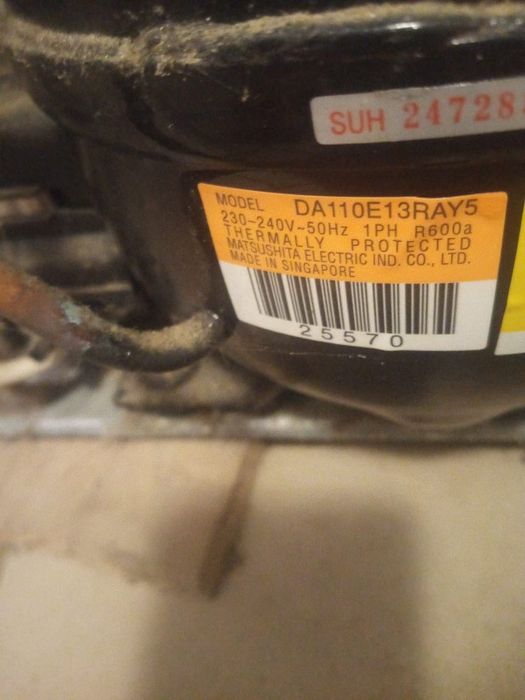 SUH 24728
MODEL DA110E13RAY5
230~240V~50Hz 1PH R600a
THERMALLY PROTECTED
MATSUSHITA ELECTRIC IND. CO., LTD.
MADE IN SINGAPORE
25570